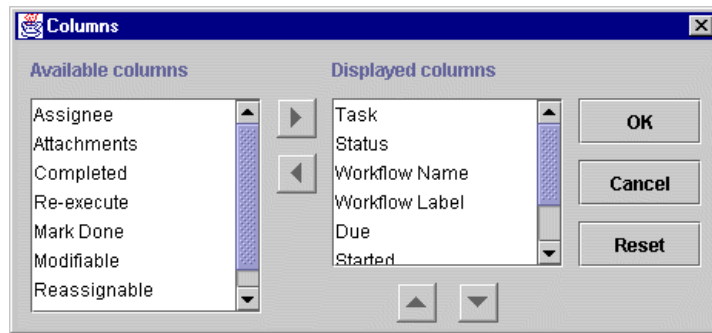 Columns
Available columns
Assignee
Attachments
Completed
Re-execute
Mark Done
Modifiable
Reassignable
Displayed columns
Task
Status
Workflow Name
Workflow Label
Due
Started
OK
Cancel
Reset